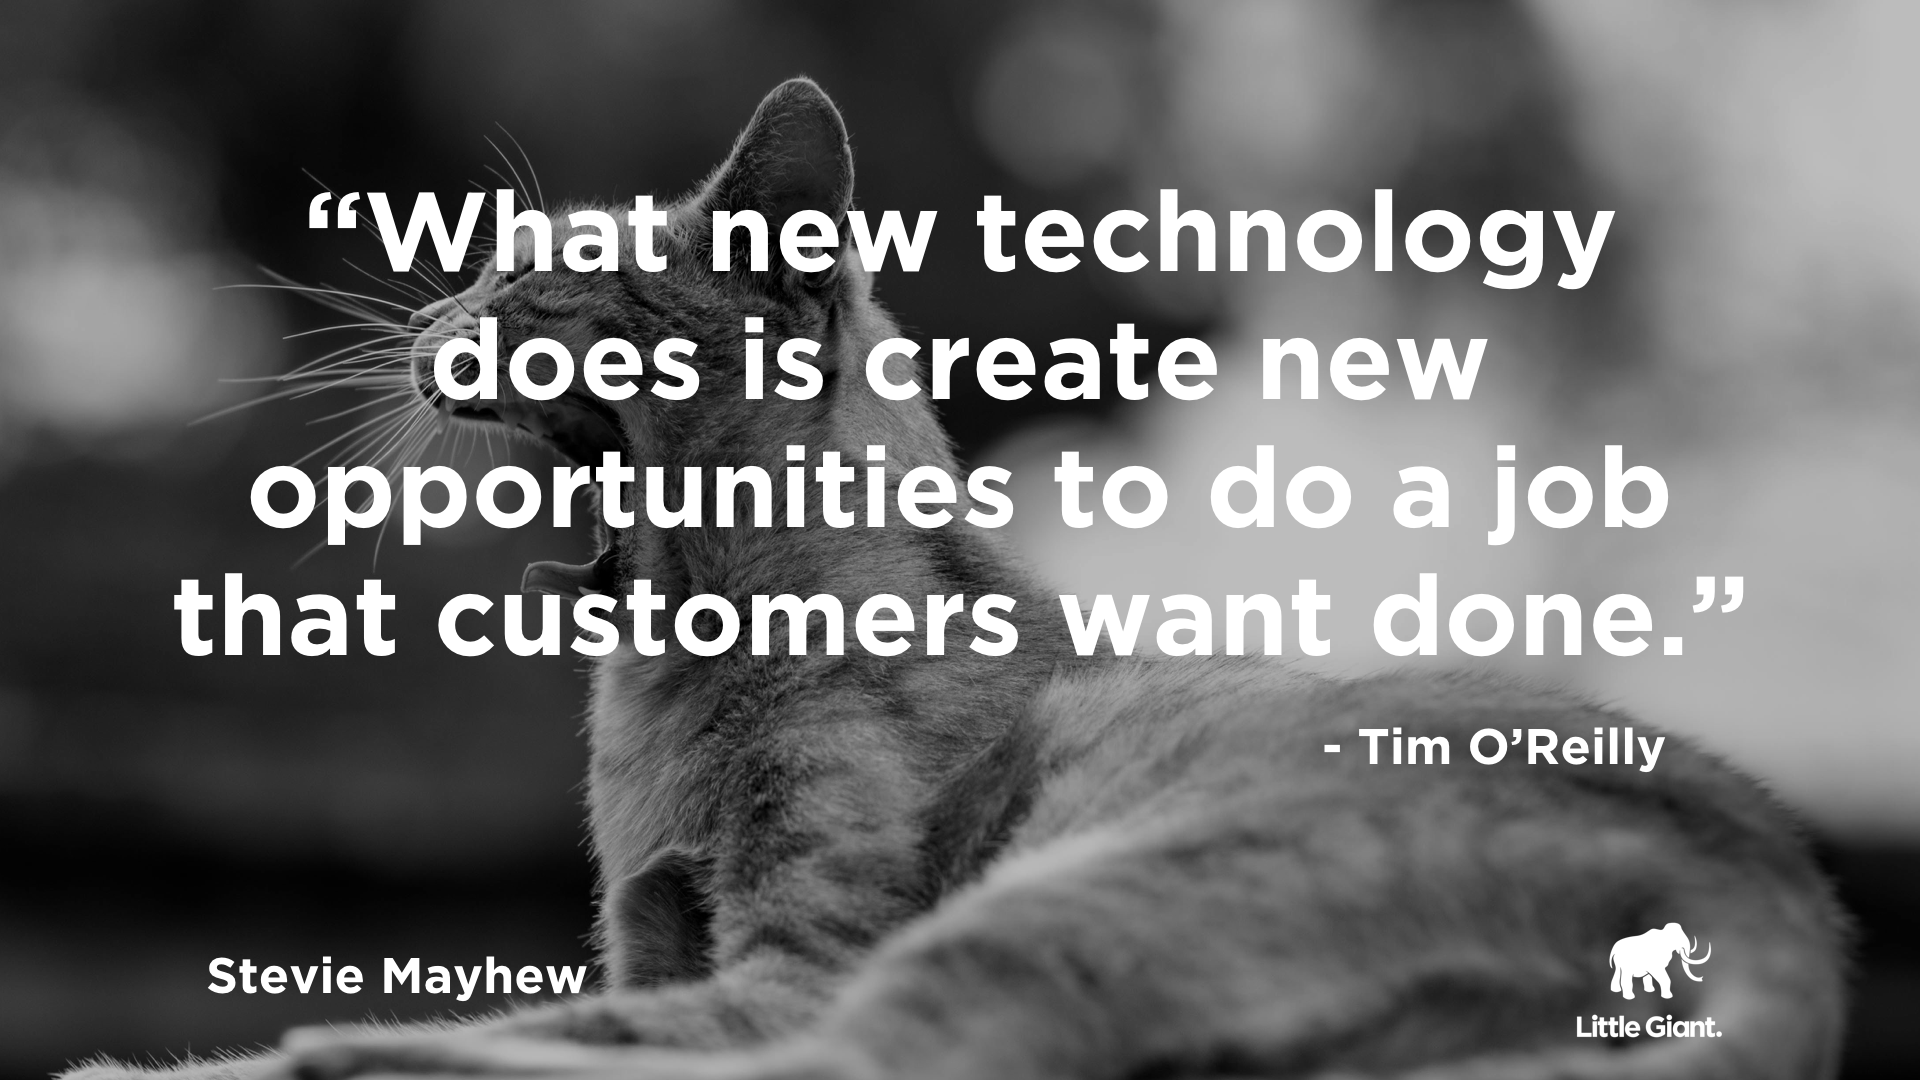 “What new technology
does is create new
opportunities to do a job
that customers want done.”
- Tim O’Reilly
Stevie Mayhew
Little Giant.